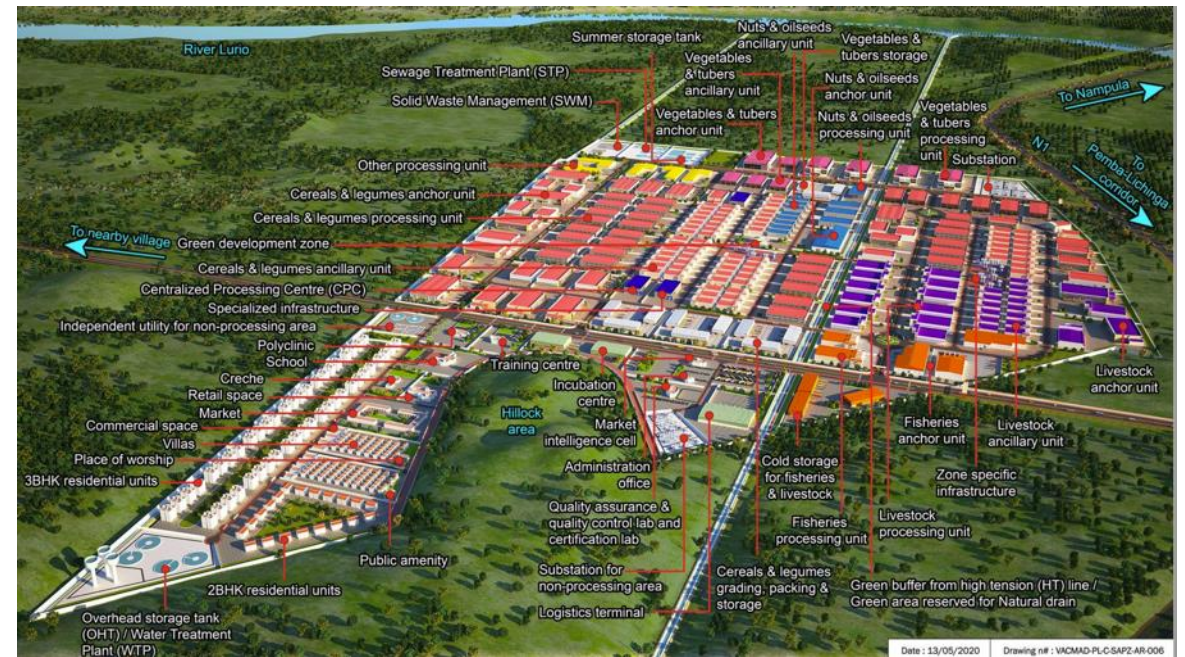 River Lurio
Summer storage tank
Nuts & oilseeds
ancillary unit
Vegetables &
tubers storage
Sewage Treatment Plant (STP)
Vegetables
& tubers
ancillary unit
Nuts & oilseeds
anchor unit
Solid Waste Management (SWM)
Vegetables & tubers
anchor unit
Nuts & oilseeds
processing unit
Vegetables
& tubers
processing
unit
Substation
To Nampula
N1
To
Pemba-Lichinga
corridor
Other processing unit
Cereals & legumes anchor unit
Cereals & legumes processing unit
To nearby village
Green development zone
Cereals & legumes ancillary unit
Centralized Processing Centre (CPC)
Specialized infrastructure
Independent utility for non-processing area
Polyclinic
School
Creche
Retail space
Market
Commercial space
Villas
Place of worship
3BHK residential units
Training centre
Hillock
area
Incubation
centre
Market
intelligence cell
Administration
office
Quality assurance &
quality control lab and
certification lab
Substation for
non-processing area
Logistics terminal
Cold storage
for fisheries
& livestock
Fisheries
processing unit
Cereals & legumes
grading, packing &
storage
Fisheries
anchor unit
Livestock
anchor unit
Livestock
ancillary unit
Zone specific
infrastructure
Livestock
processing unit
Green buffer from high tension (HT) line /
Green area reserved for Natural drain
Public amenity
2BHK residential units
Overhead storage tank
(OHT) / Water Treatment
Plant (WTP)
Date : 13/05/2020
Drawing n# : VACMAD-PL-C-SAPZ-AR-006